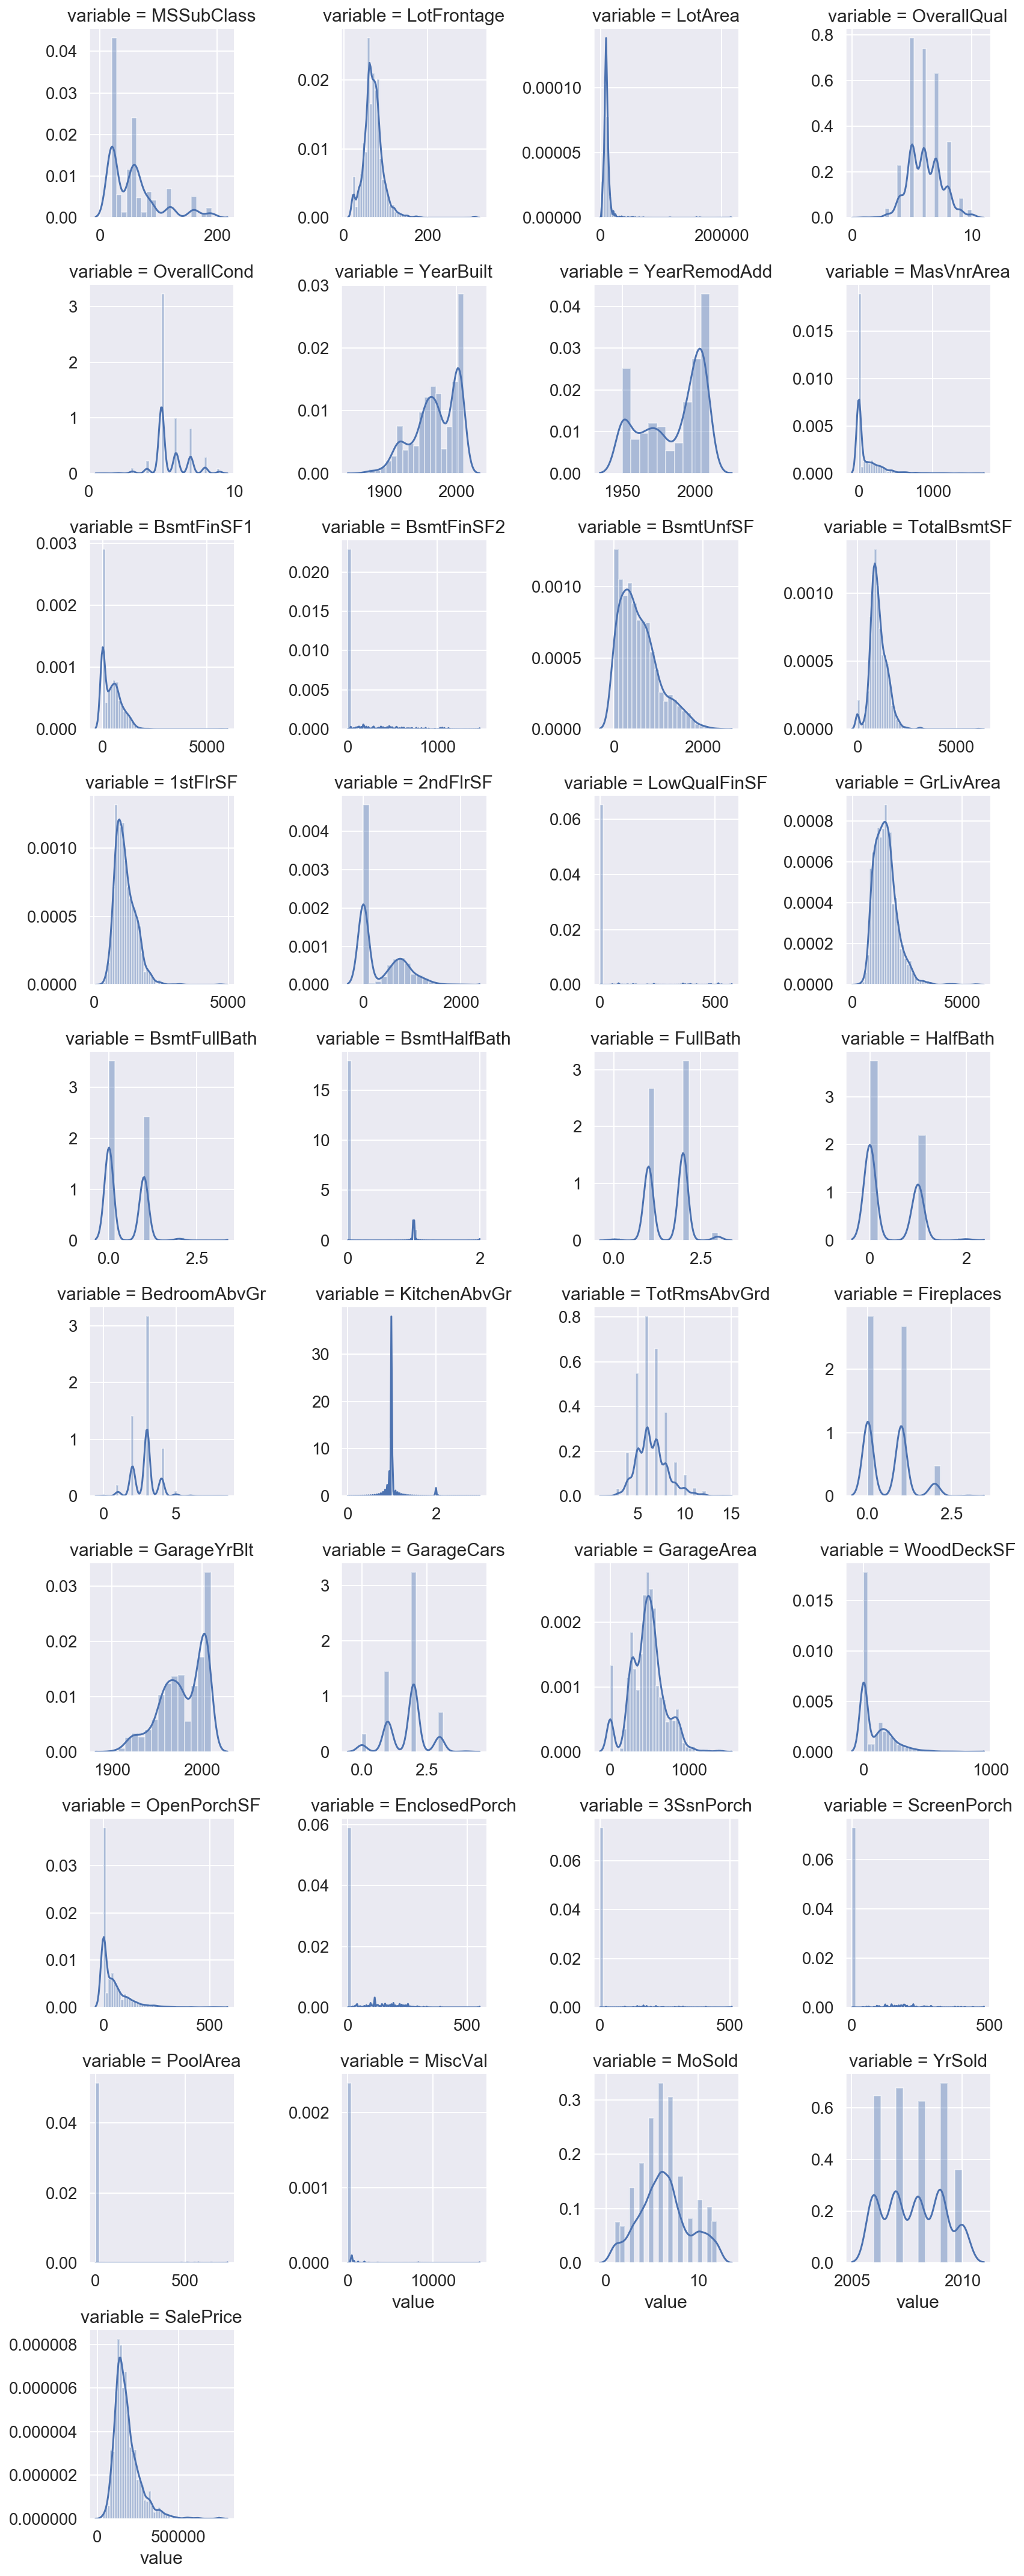 variable = MSSubClass variable = LotFrontage variable = LotArea variable = OverallQual
0.04 0.03 0.02 0.01 0.00 0.02 0.01 0.00 0.00010 0.00005 0.00000 0.8 0.6 0.4 0.2 0.0
0 200 0 200 0 200000 0 10
variable = OverallCond variable = YearBuilt variable = YearRemodAdd variable = MasVnrArea
3 2 1 0 0.03 0.02 0.01 0.00 0.04 0.03 0.02 0.01 0.00 0.015 0.010 0.005 0.000
0 10 1900 2000 1950 2000 0 1000
variable = BsmtFinSF1 variable = BsmtFinSF2 variable = BsmtUnfSF variable = TotalBsmtSF
0.003 0.002 0.001 0.000 0.020 0.015 0.010 0.005 0.000 0.0010 0.0005 0.0000 0.0010 0.0005 0.0000
0 5000 0 1000 0 2000 0 5000
variable = 1stFlrSF variable = 2ndFlrSF variable = LowQualFinSF variable = GrLivArea
0.0010 0.0005 0.0000 0.004 0.003 0.002 0.001 0.000 0.06 0.04 0.02 0.00 0.0008 0.0006 0.0004 0.0002 0.0000
0 5000 0 2000 0 500 0 5000
variable = BsmtFullBath variable = BsmtHalfBath variable = FullBath variable = HalfBath
3 2 1 0 15 10 5 0 3 2 1 0 3 2 1 0
0.0 2.5 0 2 0.0 2.5 0 2
variable = BedroomAbvGr variable = KitchenAbvGr variable = TotRmsAbvGrd variable = Fireplaces
3 2 1 0 30 20 10 0 0.8 0.6 0.4 0.2 0.0 2 1 0
0 5 0 2 5 10 15 0.0 2.5
variable = GarageYrBlt variable = GarageCars variable = GarageArea variable = WoodDeckSF
0.03 0.02 0.01 0.00 3 2 1 0 0.002 0.001 0.000 0.015 0.010 0.005 0.000
1900 2000 0.0 2.5 0 1000 0 1000
variable = OpenPorchSF variable = EnclosedPorch variable = 3SsnPorch variable = ScreenPorch
0.03 0.02 0.01 0.00 0.06 0.04 0.02 0.00 0.06 0.04 0.02 0.00 0.06 0.04 0.02 0.00
0 500 0 500 0 500 0 500
variable = PoolArea variable = MiscVal variable = MoSold variable = YrSold
0.04 0.02 0.00 0.002 0.001 0.000 0.3 0.2 0.1 0.0 0.6 0.4 0.2 0.0
0 500 0 10000 0 10 2005 2010
value value value
variable = SalePrice
0.000008
0.000006
0.000004
0.000002
0.000000
0 500000
value